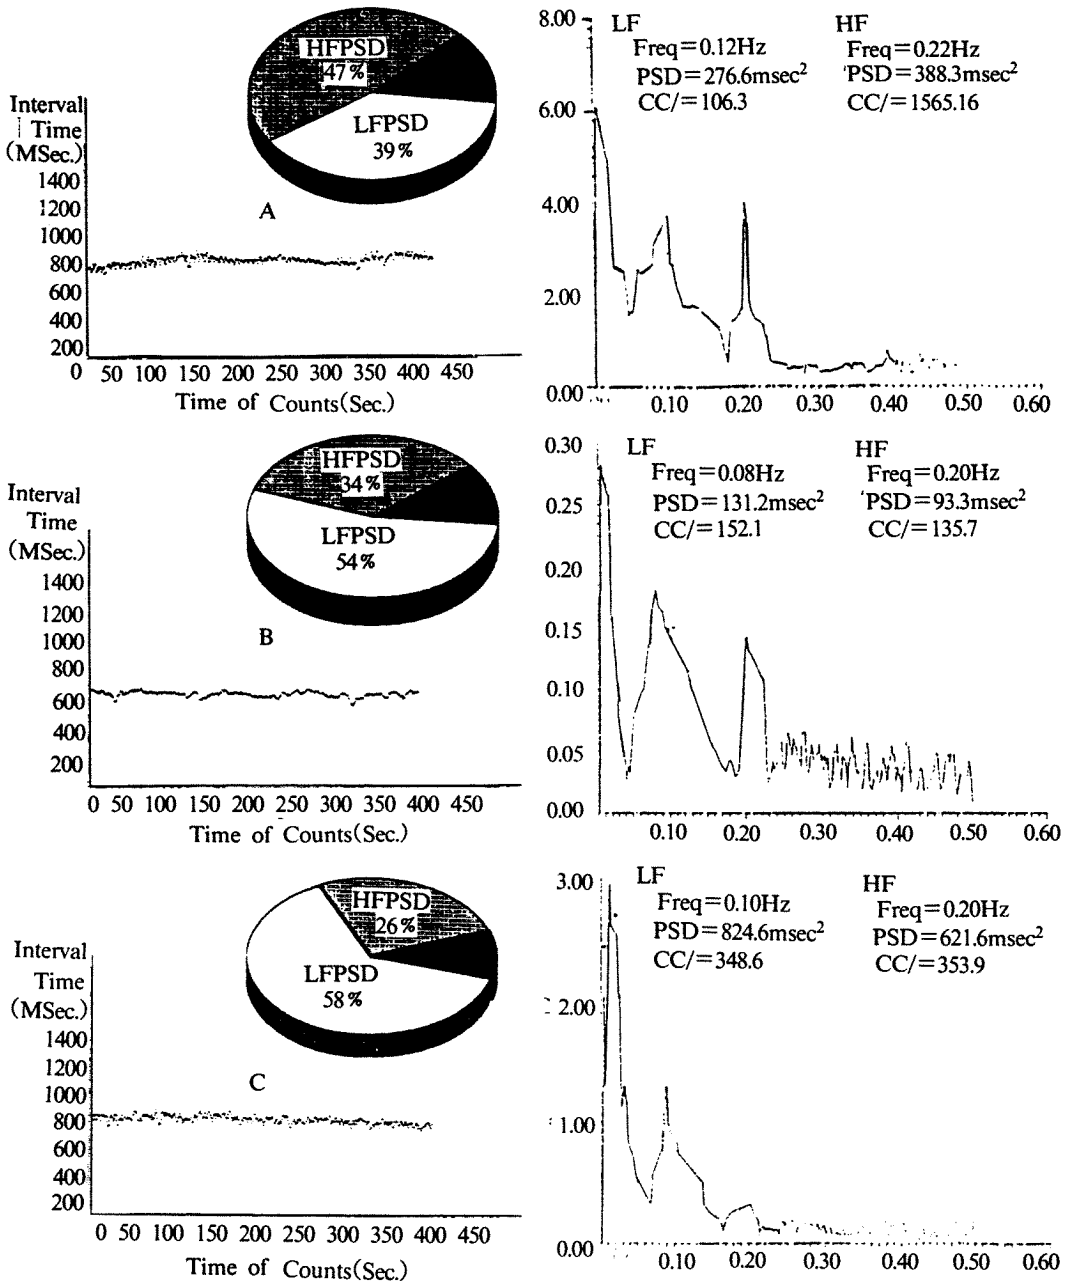 HFPSD
47%
LFPSD
39%
Interval
Time
(MSec.)
1400
1200
1000
800
600
400
200
0 50 100 150 200 250 300 350 400 450
Time of Counts(Sec.)
A
8.00
6.00
4.00
2.00
0.00
0.10 0.20 0.30 0.40 0.50 0.60
LF
Freq=0.12Hz
PSD=276.6msec²
CC/=106.3
HF
Freq=0.22Hz
PSD=388.3msec²
CC/=1565.16
HFPSD
34%
LFPSD
54%
Interval
Time
(MSec.)
1400
1200
1000
800
600
400
200
0 50 100 150 200 250 300 350 400 450
Time of Counts(Sec.)
B
0.30
0.25
0.20
0.15
0.10
0.05
0.00
0.10 0.20 0.30 0.40 0.50 0.60
LF
Freq=0.08Hz
PSD=131.2msec²
CC/=152.1
HF
Freq=0.20Hz
PSD=93.3msec²
CC/=135.7
HFPSD
26%
LFPSD
58%
Interval
Time
(MSec.)
1400
1200
1000
800
600
400
200
0 50 100 150 200 250 300 350 400 450
Time of Counts(Sec.)
C
3.00
2.00
1.00
0.00
0.10 0.20 0.30 0.40 0.50 0.60
LF
Freq=0.10Hz
PSD=824.6msec²
CC/=348.6
HF
Freq=0.20Hz
PSD=621.6msec²
CC/=353.9